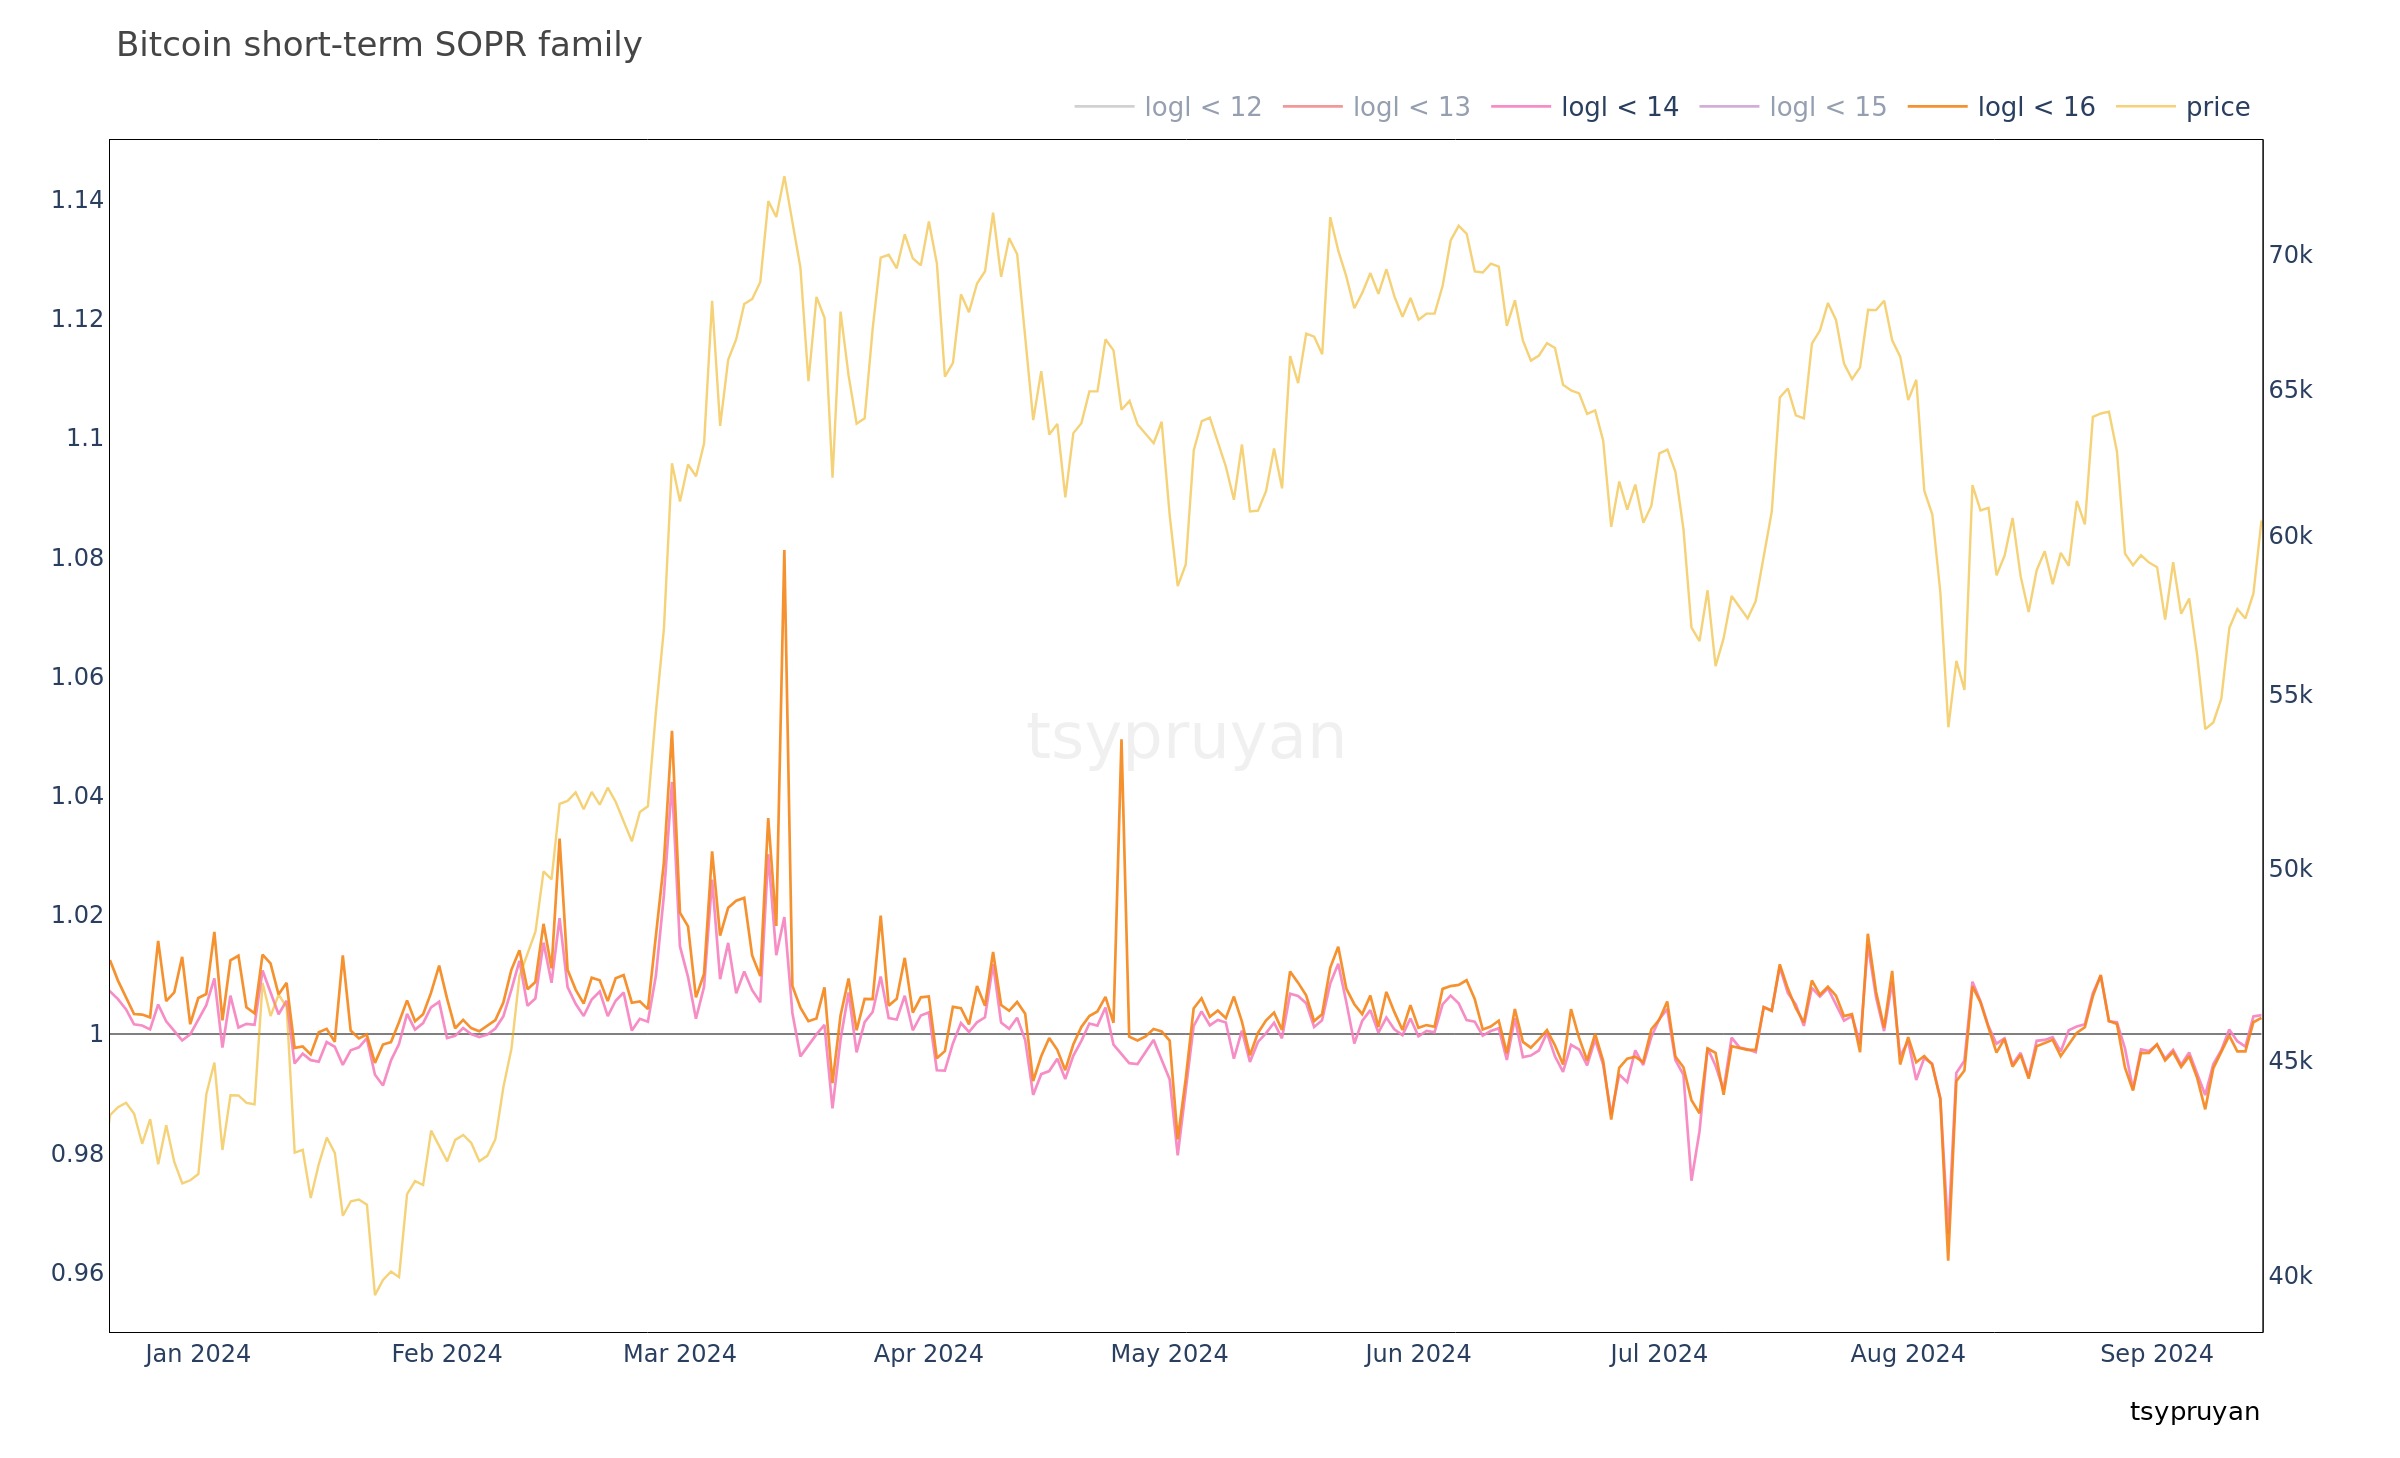 Bitcoin short-term SOPR family
logl < 12 logl < 13 logl < 14 logl < 15 logl < 16 price
1.14
1.12
1.1
1.08
1.06
1.04
1.02
1
0.98
0.96
70k
65k
60k
55k
50k
45k
40k
tsypruyan
Jan 2024 Feb 2024 Mar 2024 Apr 2024 May 2024 Jun 2024 Jul 2024 Aug 2024 Sep 2024
tsypruyan